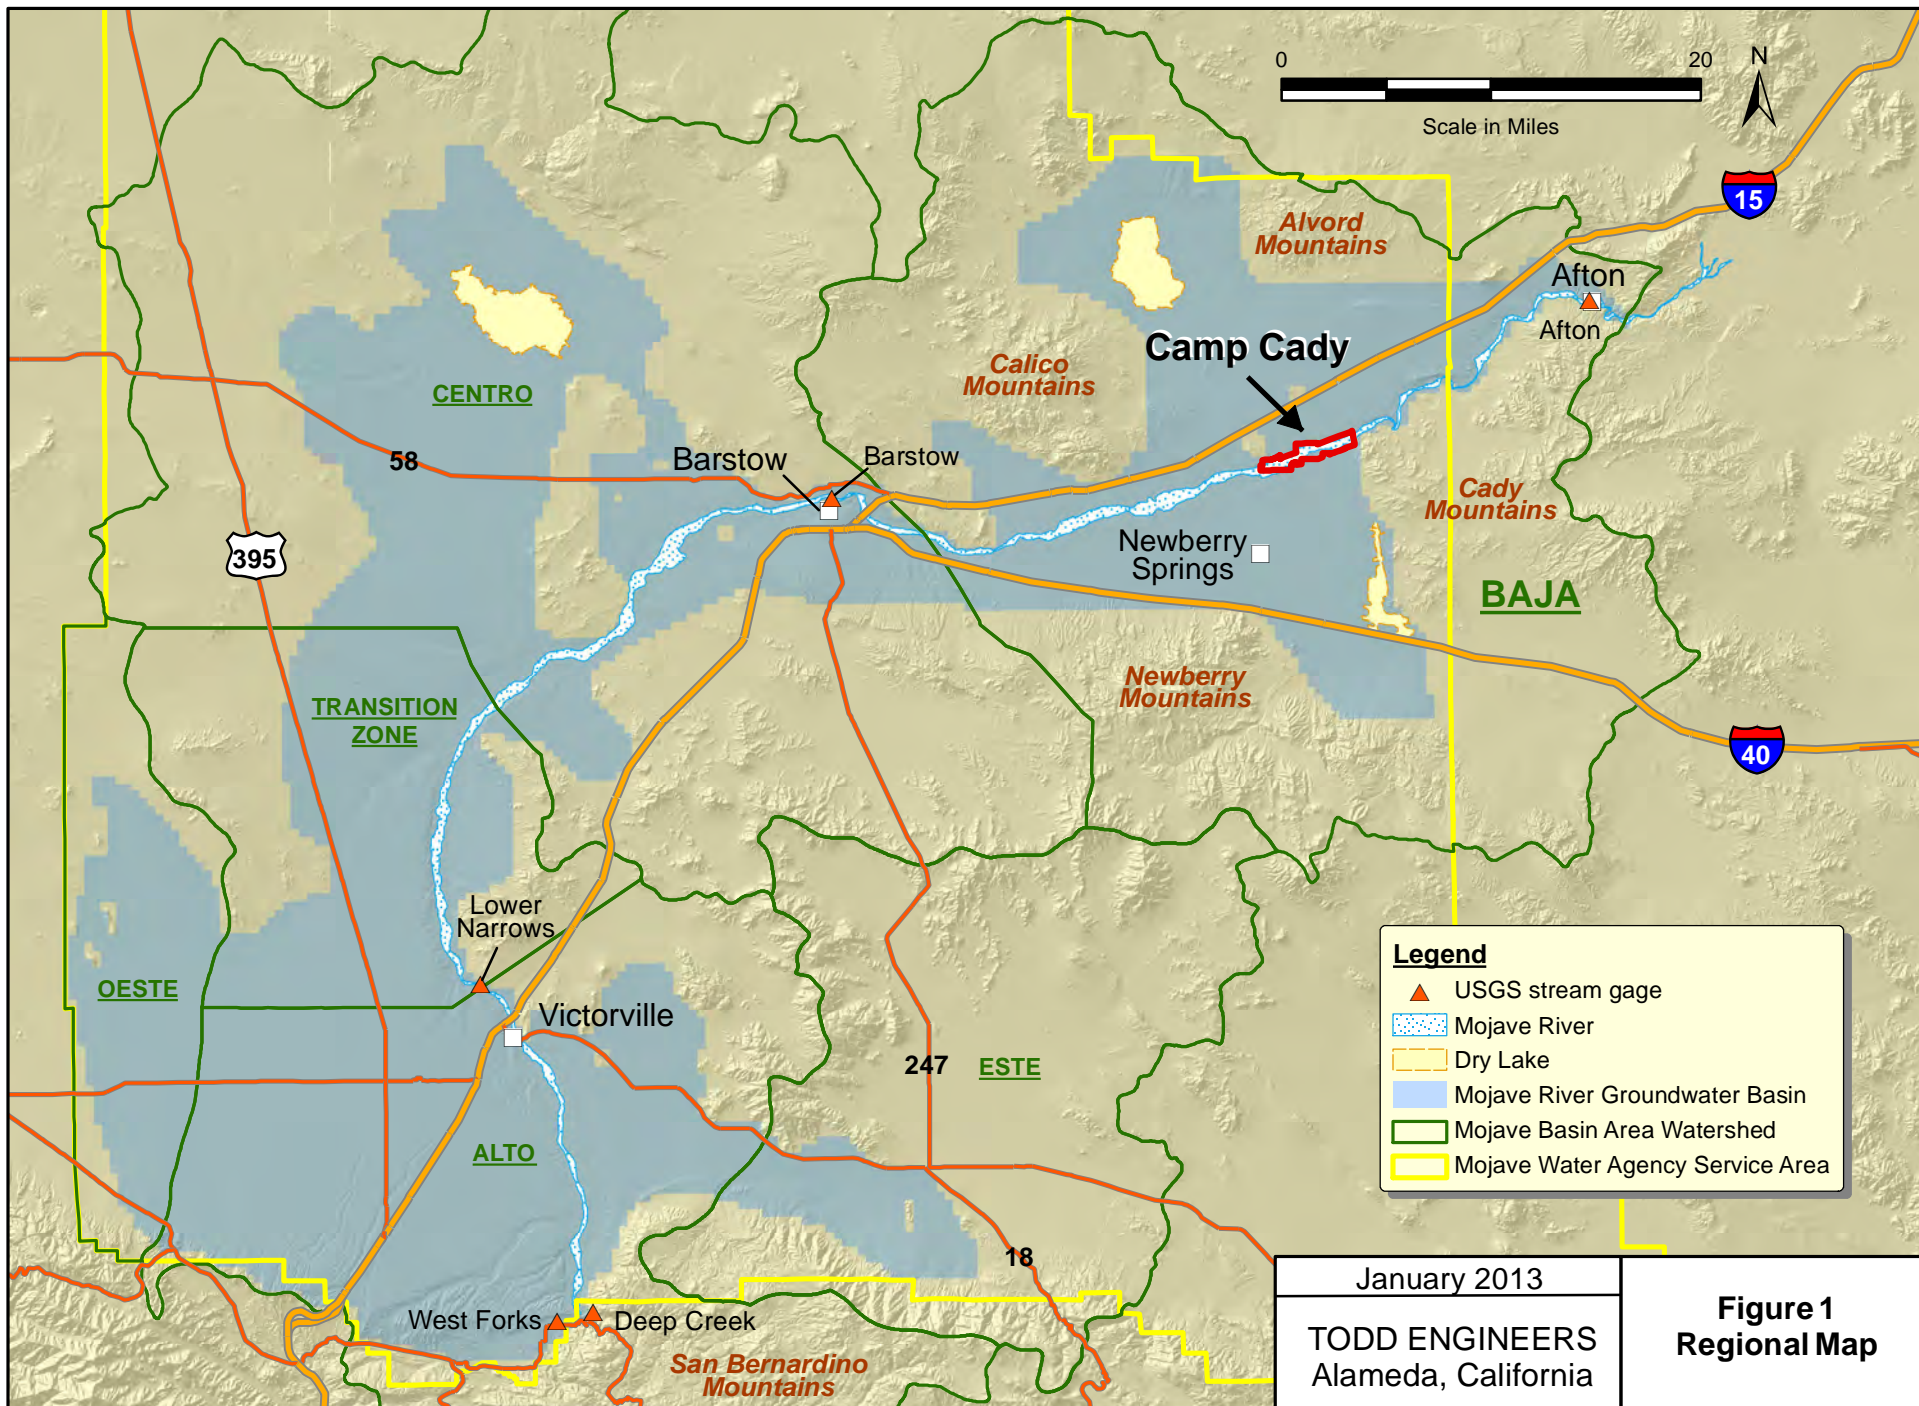 0
20
N
Scale in Miles
15
Alvord
Mountains
Afton
Afton
Camp Cady
Calico
Mountains
CENTRO
58
Barstow
Barstow
Cady
Mountains
395
Newberry
Springs
BAJA
TRANSITION
ZONE
Newberry
Mountains
40
Lower
Narrows
OESTE
Victorville
247
ESTE
ALTO
18
West Forks
Deep Creek
San Bernardino
Mountains
Legend
USGS stream gage
Mojave River
Dry Lake
Mojave River Groundwater Basin
Mojave Basin Area Watershed
Mojave Water Agency Service Area
January 2013
TODD ENGINEERS
Alameda, California
Figure 1
Regional Map